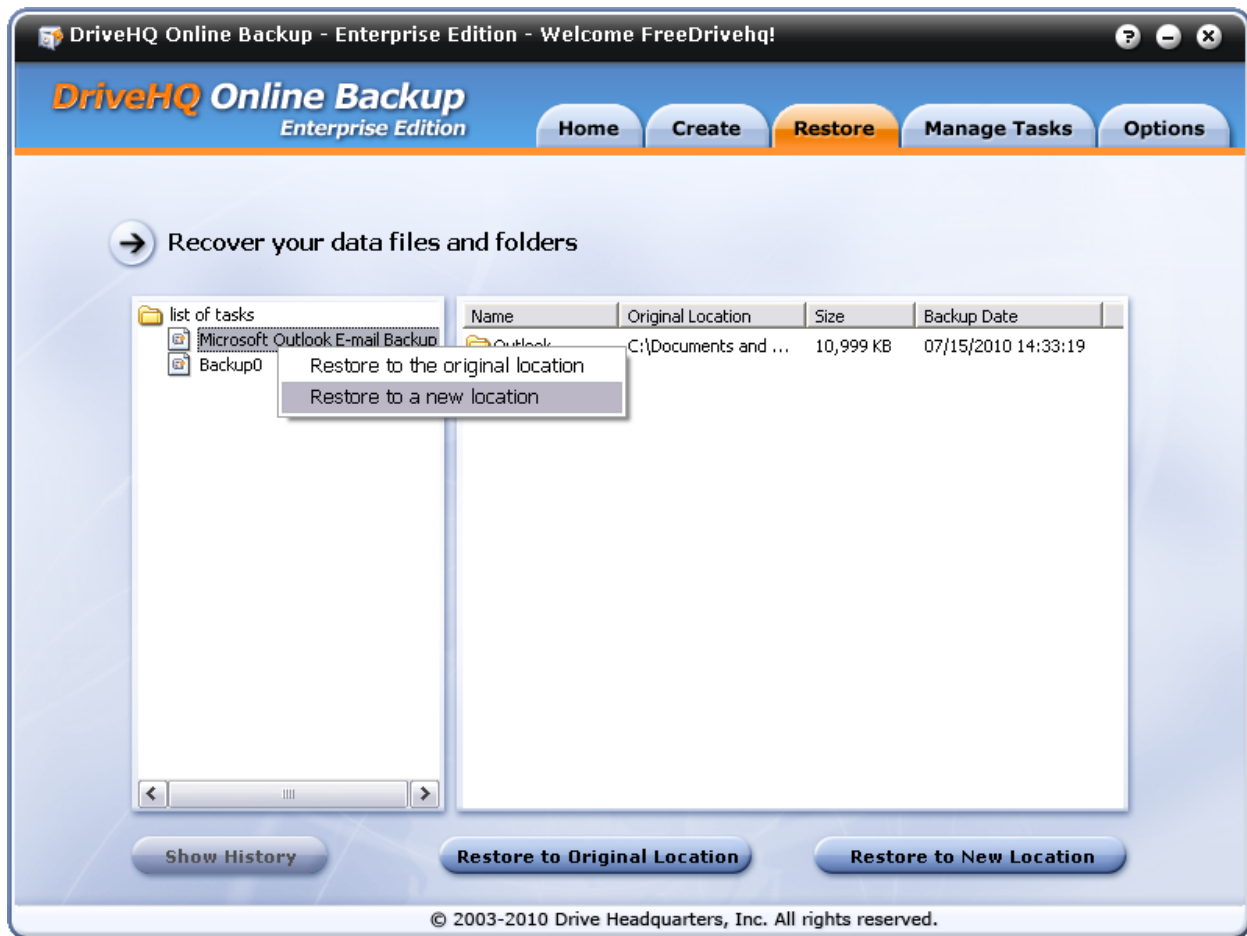 DriveHQ Online Backup - Enterprise Edition - Welcome FreeDrivehq!
DriveHQ Online Backup
Enterprise Edition
Home
Create
Restore
Manage Tasks
Options
Recover your data files and folders
list of tasks
Microsoft Outlook E-mail Backup
Backup0
Restore to the original location
Restore to a new location
Name Original Location Size Backup Date
Outlook C:\Documents and ... 10,999 KB 07/15/2010 14:33:19
Show History
Restore to Original Location
Restore to New Location
© 2003-2010 Drive Headquarters, Inc. All rights reserved.